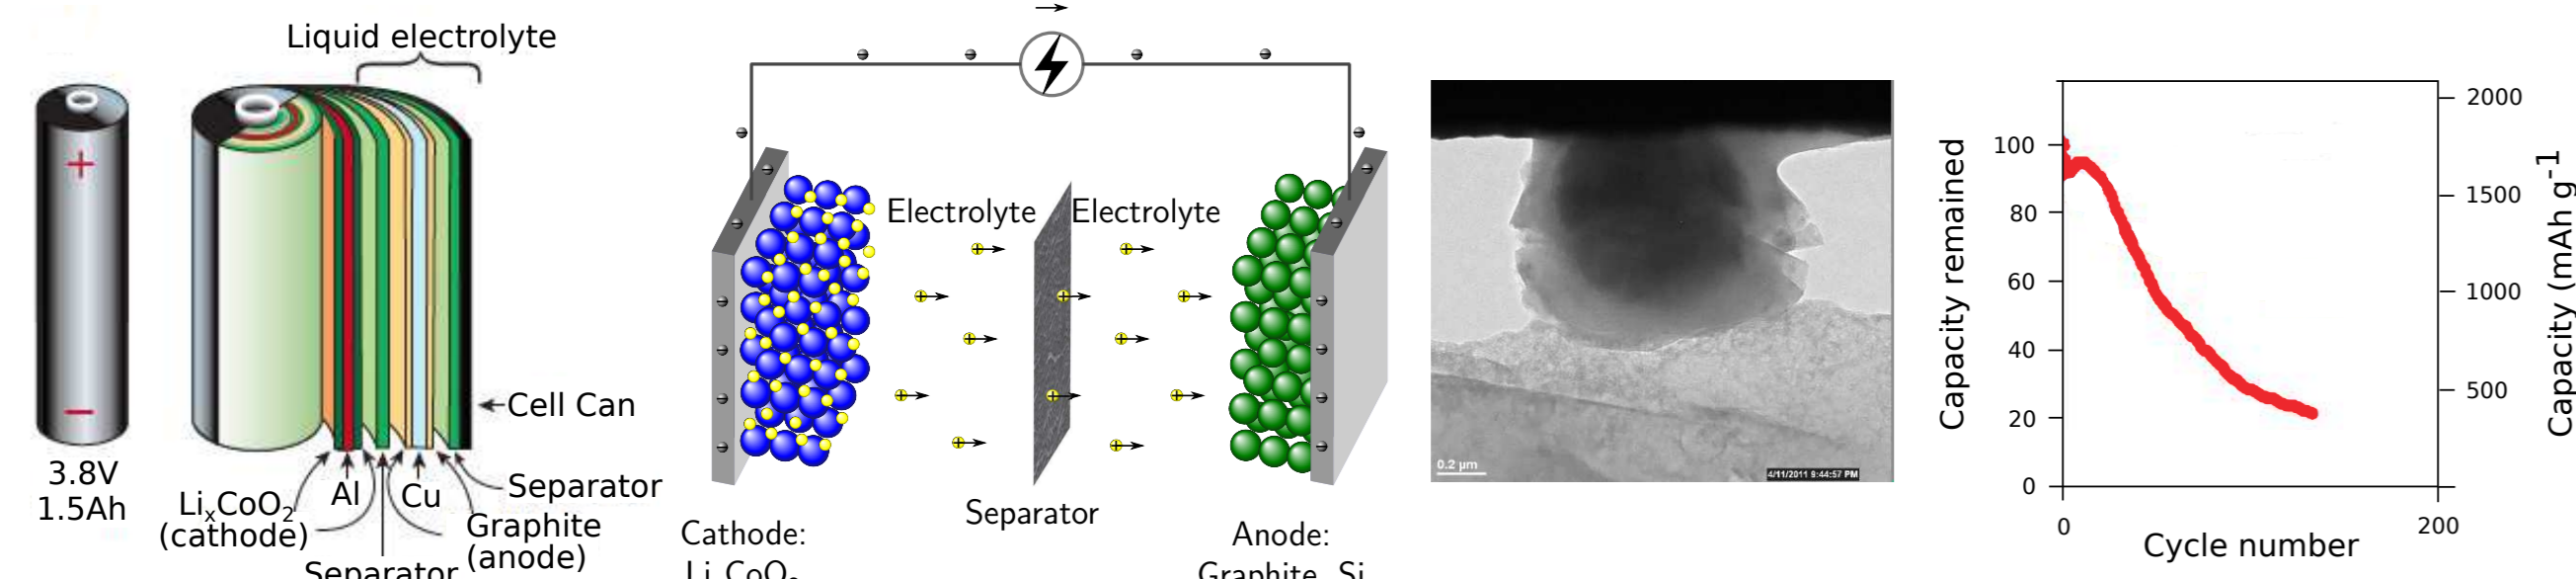 Liquid electrolyte
+
−
3.8V
1.5Ah
Cell Can
LiₓCoO₂
(cathode)
Al
Cu
Separator
Graphite
(anode)
Separator
Electrolyte
Electrolyte
Separator
Cathode:
Anode:
Graphite, Si
0.2 µm
4/11/2011 9:44:57 PM
Capacity remained
100
80
60
40
20
0
0
200
Cycle number
2000
1500
1000
500
Capacity (mAh g⁻¹